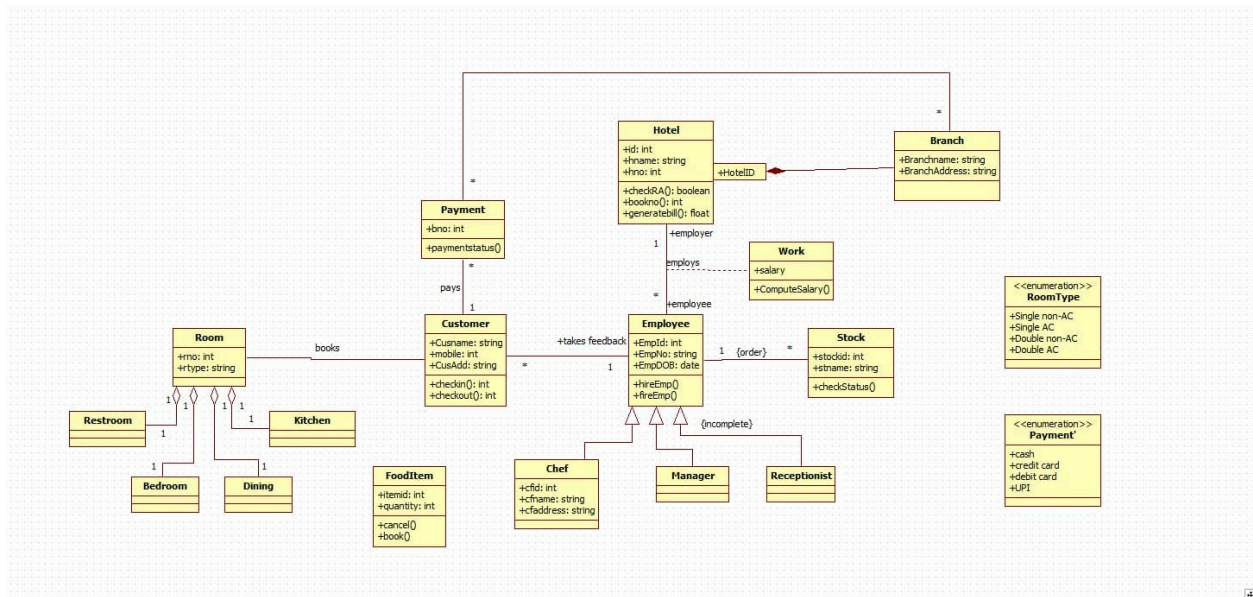 *
Hotel
+id: int
+hname: string
+hno: int
+checkRA(): boolean
+bookno(): int
+generatebill(): float
+HotelID
Branch
+Branchname: string
+BranchAddress: string
*
Payment
+bno: int
+paymentstatus()
*
pays
1
+employer
1
employs
*
+employee
Work
+salary
+ComputeSalary()
<<enumeration>>
RoomType
+Single non-AC
+Single AC
+Double non-AC
+Double AC
Room
+rno: int
+rtype: string
books
Customer
+Cusname: string
+mobile: int
+CusAdd: string
+checkin(): int
+checkout(): int
+takes feedback
*
1
Employee
+EmpId: int
+EmpNo: string
+EmpDOB: date
+hireEmp()
+fireEmp()
1
{order}
*
Stock
+stockid: int
+stname: string
+checkStatus()
1
1
1
1
Restroom
1
1
Kitchen
1
1
Bedroom
Dining
FoodItem
+itemid: int
+quantity: int
+cancel()
+book()
{incomplete}
Chef
+cfid: int
+cfname: string
+cfaddress: string
Manager
Receptionist
<<enumeration>>
Payment'
+cash
+credit card
+debit card
+UPI